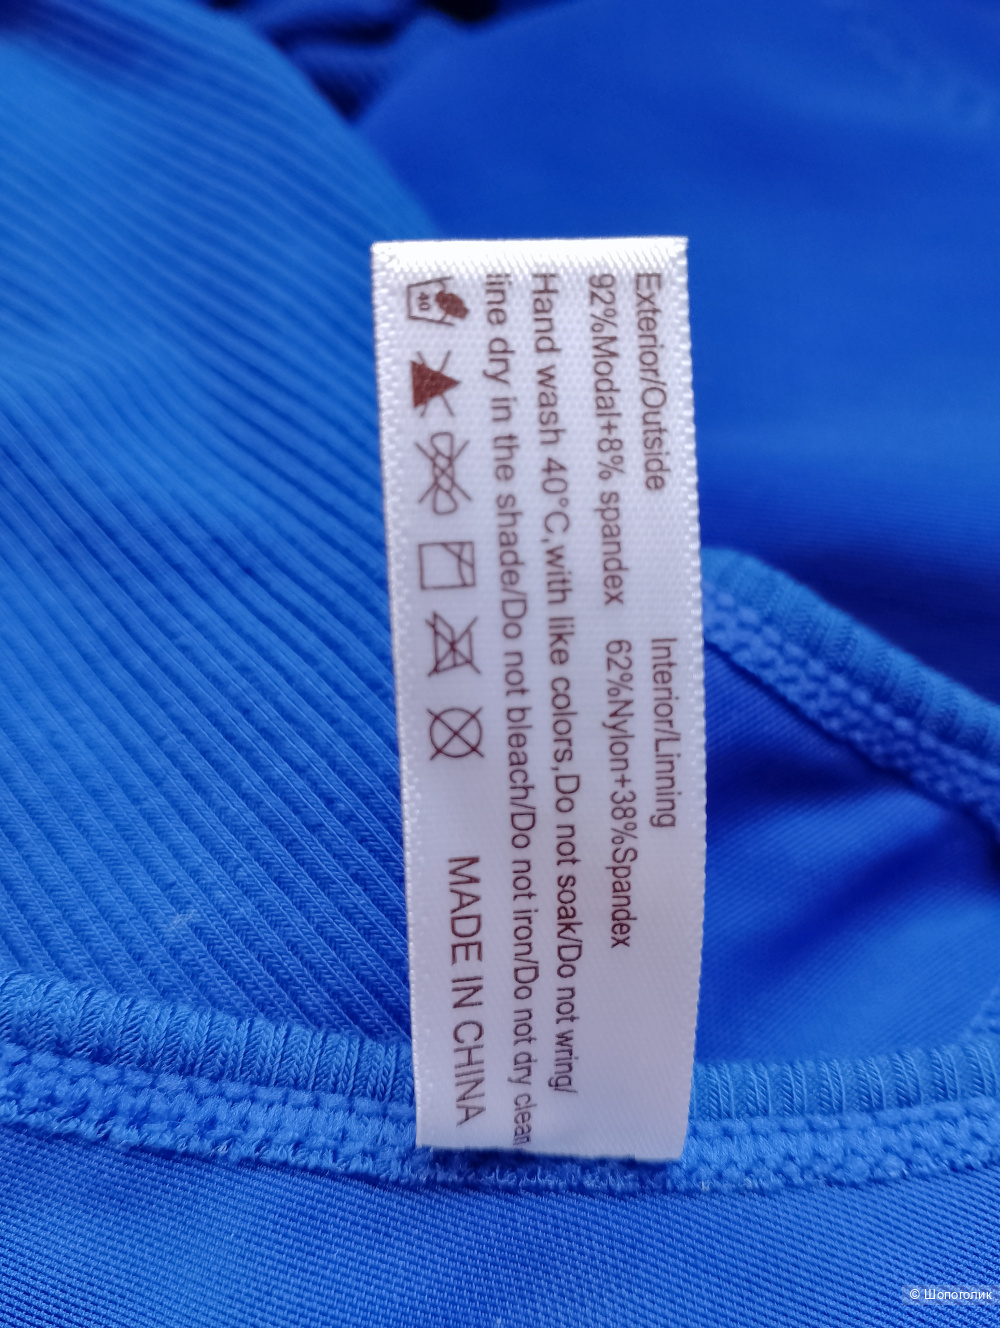 Exterior/Outside
92%Modal+8% spandex
Interior/Linning
62%Nylon+38%Spandex
Hand wash 40°C,with like colors,Do not soak/Do not wring/
line dry in the shade/Do not bleach/Do not iron/Do not dry clean
40
MADE IN CHINA
© Шопоголик